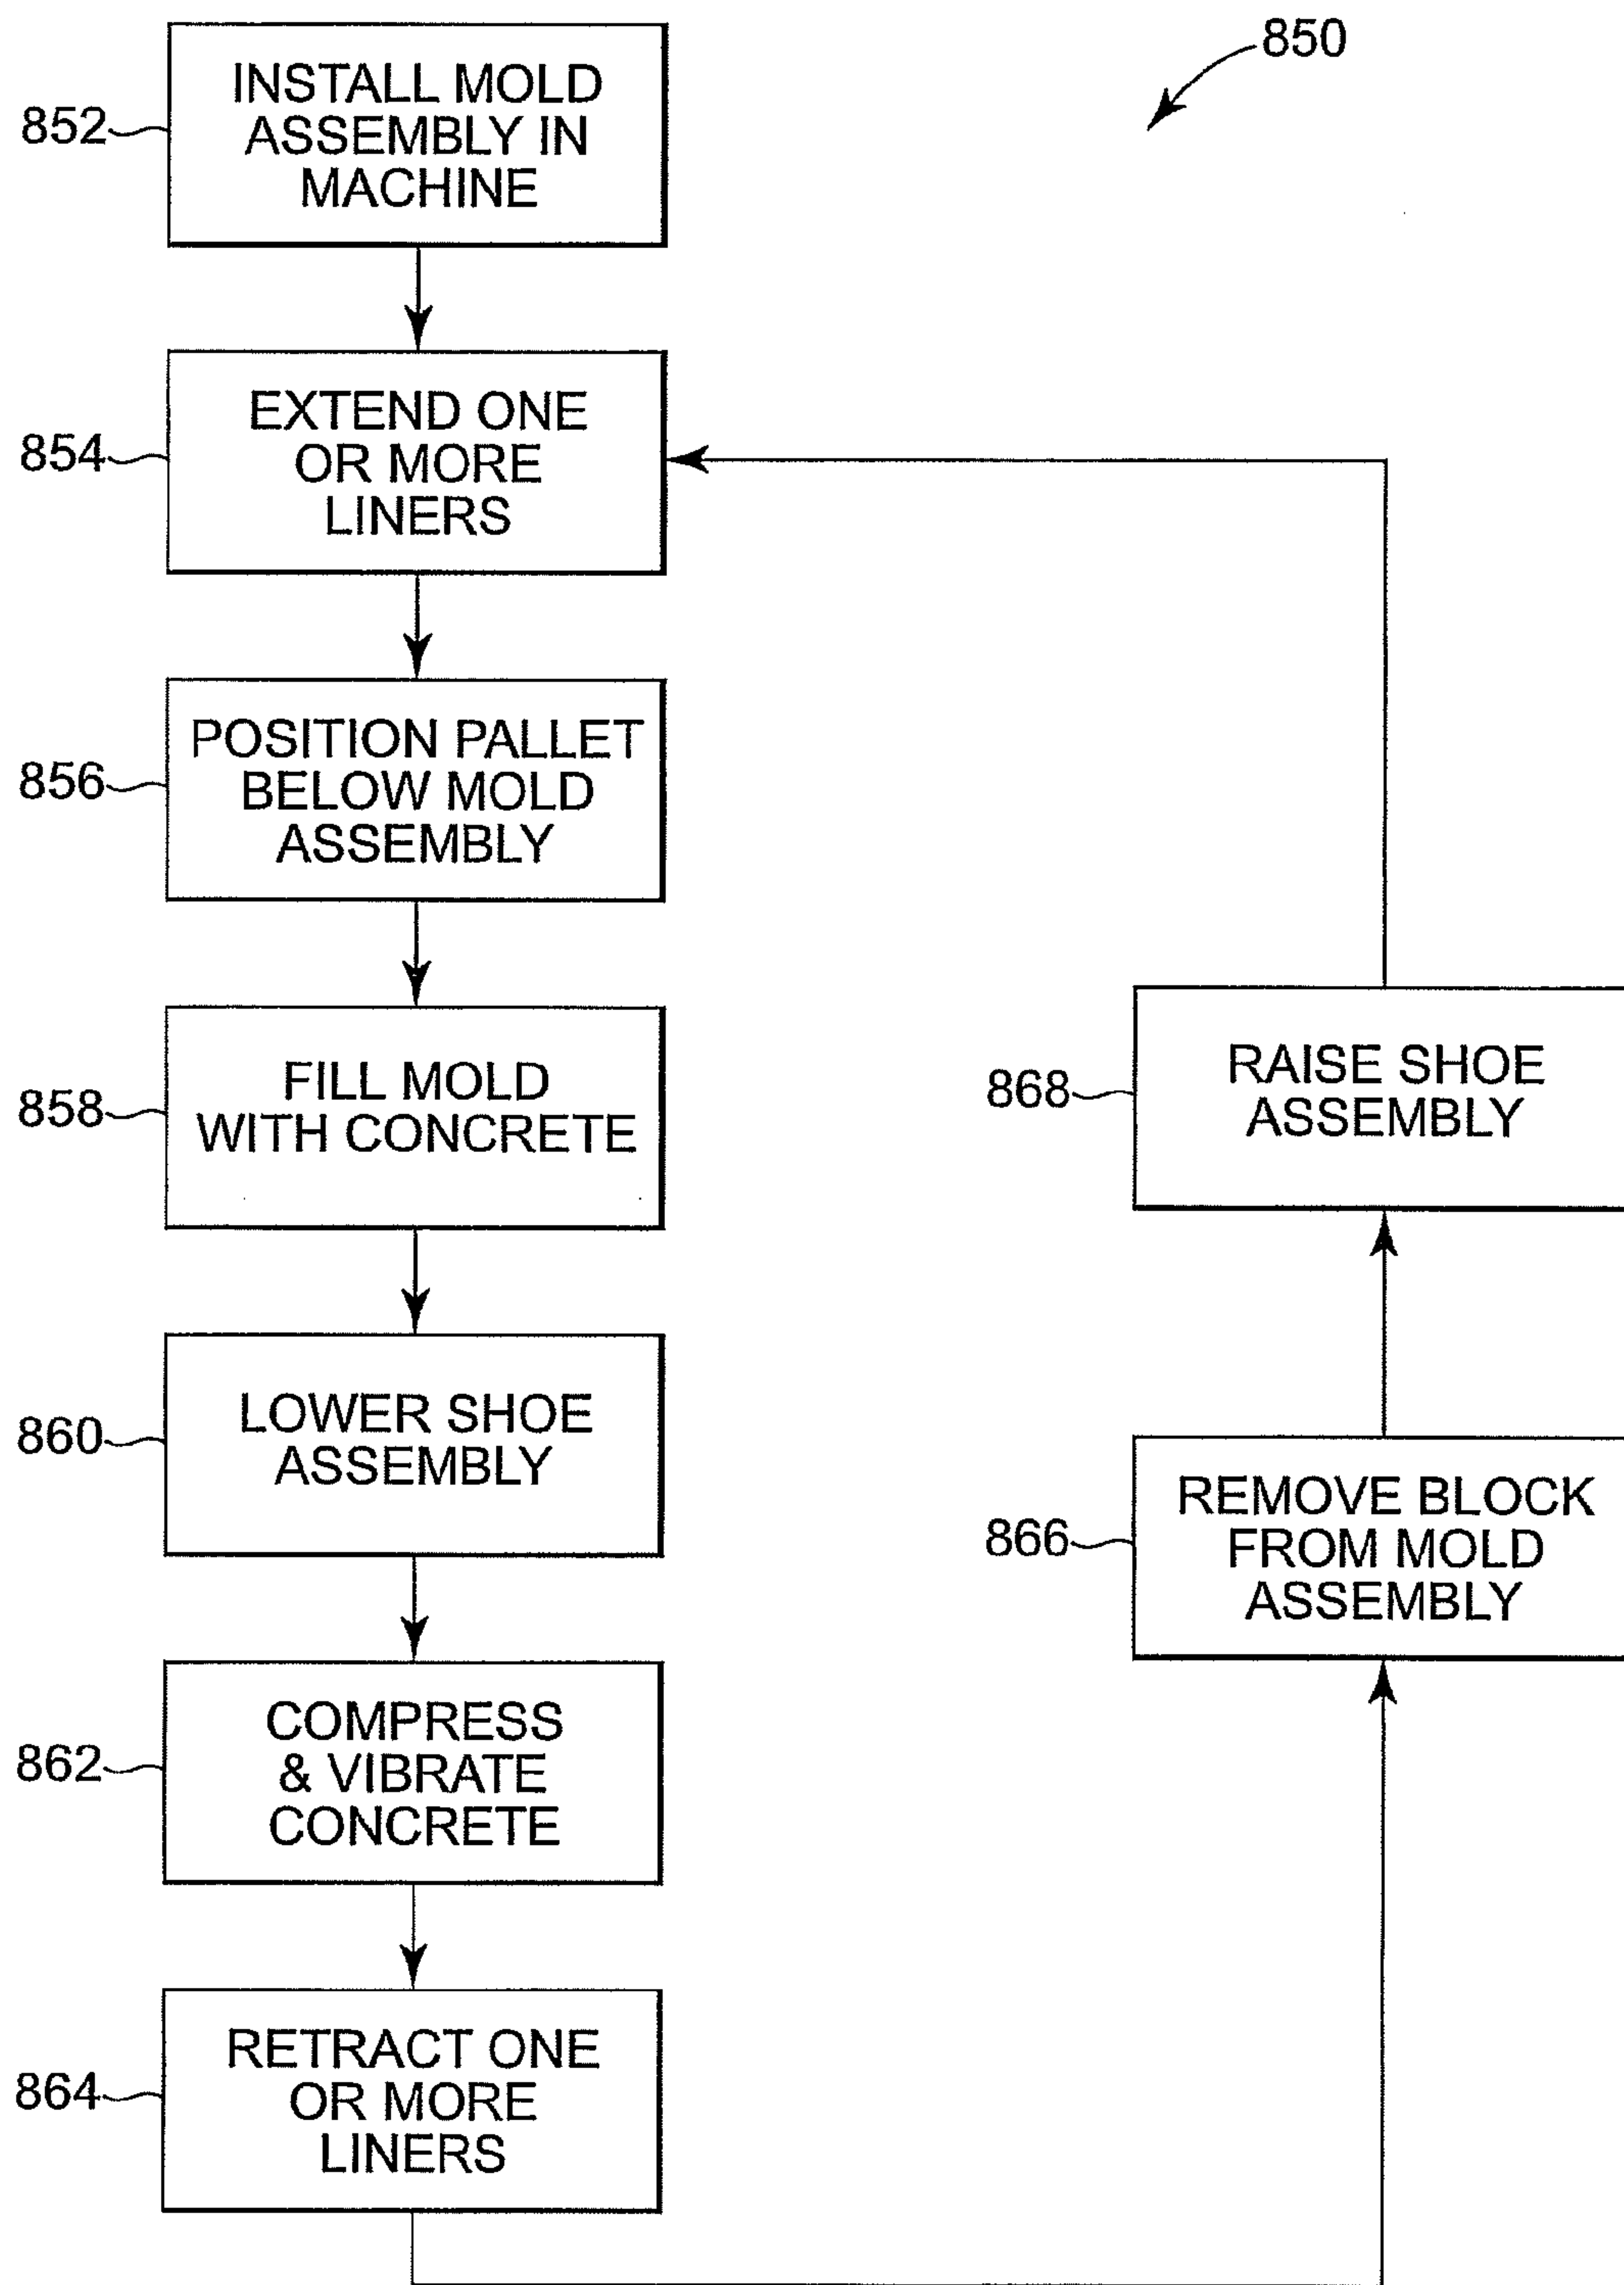 850
852
INSTALL MOLD
ASSEMBLY IN
MACHINE
854
EXTEND ONE
OR MORE
LINERS
856
POSITION PALLET
BELOW MOLD
ASSEMBLY
858
FILL MOLD
WITH CONCRETE
860
LOWER SHOE
ASSEMBLY
862
COMPRESS
& VIBRATE
CONCRETE
864
RETRACT ONE
OR MORE
LINERS
866
REMOVE BLOCK
FROM MOLD
ASSEMBLY
868
RAISE SHOE
ASSEMBLY